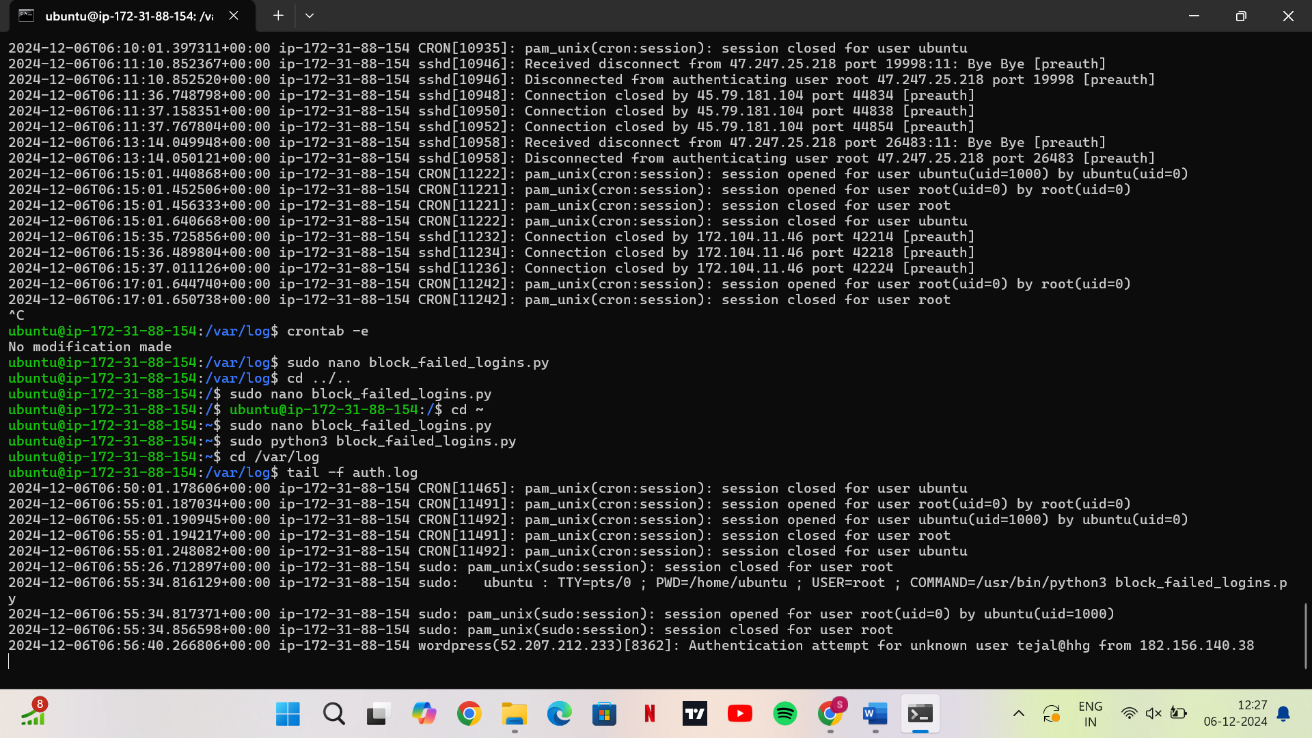 ubuntu@ip-172-31-88-154: /va
2024-12-06T06:10:01.397311+00:00 ip-172-31-88-154 CRON[10935]: pam_unix(cron:session): session closed for user ubuntu
2024-12-06T06:11:10.852367+00:00 ip-172-31-88-154 sshd[10946]: Received disconnect from 47.247.25.218 port 19998:11: Bye Bye [preauth]
2024-12-06T06:11:10.852520+00:00 ip-172-31-88-154 sshd[10946]: Disconnected from authenticating user root 47.247.25.218 port 19998 [preauth]
2024-12-06T06:11:36.748798+00:00 ip-172-31-88-154 sshd[10948]: Connection closed by 45.79.181.104 port 44834 [preauth]
2024-12-06T06:11:37.158351+00:00 ip-172-31-88-154 sshd[10950]: Connection closed by 45.79.181.104 port 44838 [preauth]
2024-12-06T06:11:37.767804+00:00 ip-172-31-88-154 sshd[10952]: Connection closed by 45.79.181.104 port 44854 [preauth]
2024-12-06T06:13:14.049948+00:00 ip-172-31-88-154 sshd[10958]: Received disconnect from 47.247.25.218 port 26483:11: Bye Bye [preauth]
2024-12-06T06:13:14.050121+00:00 ip-172-31-88-154 sshd[10958]: Disconnected from authenticating user root 47.247.25.218 port 26483 [preauth]
2024-12-06T06:15:01.440868+00:00 ip-172-31-88-154 CRON[11222]: pam_unix(cron:session): session opened for user ubuntu(uid=1000) by ubuntu(uid=0)
2024-12-06T06:15:01.452506+00:00 ip-172-31-88-154 CRON[11221]: pam_unix(cron:session): session opened for user root(uid=0) by root(uid=0)
2024-12-06T06:15:01.456333+00:00 ip-172-31-88-154 CRON[11221]: pam_unix(cron:session): session closed for user root
2024-12-06T06:15:01.640668+00:00 ip-172-31-88-154 CRON[11222]: pam_unix(cron:session): session closed for user ubuntu
2024-12-06T06:15:35.725856+00:00 ip-172-31-88-154 sshd[11232]: Connection closed by 172.104.11.46 port 42214 [preauth]
2024-12-06T06:15:36.489804+00:00 ip-172-31-88-154 sshd[11234]: Connection closed by 172.104.11.46 port 42218 [preauth]
2024-12-06T06:15:37.011126+00:00 ip-172-31-88-154 sshd[11236]: Connection closed by 172.104.11.46 port 42224 [preauth]
2024-12-06T06:17:01.644740+00:00 ip-172-31-88-154 CRON[11242]: pam_unix(cron:session): session opened for user root(uid=0) by root(uid=0)
2024-12-06T06:17:01.650738+00:00 ip-172-31-88-154 CRON[11242]: pam_unix(cron:session): session closed for user root
^C
ubuntu@ip-172-31-88-154:/var/log$ crontab -e
No modification made
ubuntu@ip-172-31-88-154:/var/log$ sudo nano block_failed_logins.py
ubuntu@ip-172-31-88-154:/var/log$ cd ../..
ubuntu@ip-172-31-88-154:/$ sudo nano block_failed_logins.py
ubuntu@ip-172-31-88-154:/$ ubuntu@ip-172-31-88-154:/$ cd ~
ubuntu@ip-172-31-88-154:~$ sudo nano block_failed_logins.py
ubuntu@ip-172-31-88-154:~$ sudo python3 block_failed_logins.py
ubuntu@ip-172-31-88-154:~$ cd /var/log
ubuntu@ip-172-31-88-154:/var/log$ tail -f auth.log
2024-12-06T06:50:01.178606+00:00 ip-172-31-88-154 CRON[11465]: pam_unix(cron:session): session closed for user ubuntu
2024-12-06T06:55:01.187034+00:00 ip-172-31-88-154 CRON[11491]: pam_unix(cron:session): session opened for user root(uid=0) by root(uid=0)
2024-12-06T06:55:01.190945+00:00 ip-172-31-88-154 CRON[11492]: pam_unix(cron:session): session opened for user ubuntu(uid=1000) by ubuntu(uid=0)
2024-12-06T06:55:01.194217+00:00 ip-172-31-88-154 CRON[11491]: pam_unix(cron:session): session closed for user root
2024-12-06T06:55:01.248082+00:00 ip-172-31-88-154 CRON[11492]: pam_unix(cron:session): session closed for user ubuntu
2024-12-06T06:55:26.712897+00:00 ip-172-31-88-154 sudo: pam_unix(sudo:session): session closed for user root
2024-12-06T06:55:34.816129+00:00 ip-172-31-88-154 sudo:   ubuntu : TTY=pts/0 ; PWD=/home/ubuntu ; USER=root ; COMMAND=/usr/bin/python3 block_failed_logins.p
y
2024-12-06T06:55:34.817371+00:00 ip-172-31-88-154 sudo: pam_unix(sudo:session): session opened for user root(uid=0) by ubuntu(uid=1000)
2024-12-06T06:55:34.856598+00:00 ip-172-31-88-154 sudo: pam_unix(sudo:session): session closed for user root
2024-12-06T06:56:40.266806+00:00 ip-172-31-88-154 wordpress(52.207.212.233)[8362]: Authentication attempt for unknown user tejal@hhg from 182.156.140.38
8
N
S
W
ENG
IN
12:27
06-12-2024